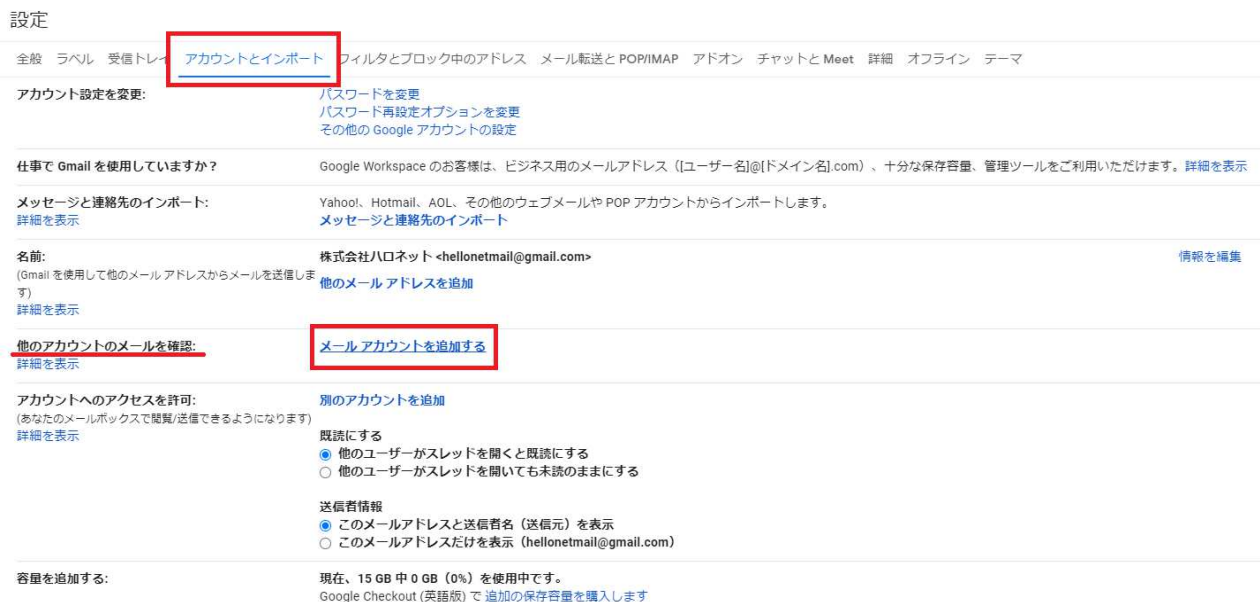 設定
全般 ラベル 受信トレイ アカウントとインポート フィルタとブロック中のアドレス メール転送と POP/IMAP アドオン チャットと Meet 詳細 オフライン テーマ
アカウント設定を変更: パスワードを変更
パスワード再設定オプションを変更
その他の Google アカウントの設定
仕事で Gmail を使用していますか？ Google Workspace のお客様は、ビジネス用のメールアドレス（[ユーザー名]@[ドメイン名].com）、十分な保存容量、管理ツールをご利用いただけます。詳細を表示
メッセージと連絡先のインポート: Yahoo!、Hotmail、AOL、その他のウェブメールや POP アカウントからインポートします。
詳細を表示 メッセージと連絡先のインポート
名前: 株式会社ハロネット <hellonetmail@gmail.com> 情報を編集
(Gmail を使用して他のメール アドレスからメールを送信しま
す) 他のメール アドレスを追加
詳細を表示
他のアカウントのメールを確認: メール アカウントを追加する
詳細を表示
アカウントへのアクセスを許可: 別のアカウントを追加
(あなたのメールボックスで閲覧/送信できるようになります)
詳細を表示 既読にする
他のユーザーがスレッドを開くと既読にする
他のユーザーがスレッドを開いても未読のままにする
送信者情報
このメールアドレスと送信者名（送信元）を表示
このメールアドレスだけを表示（hellonetmail@gmail.com）
容量を追加する: 現在、15 GB 中 0 GB（0%）を使用中です。
Google Checkout (英語版) で 追加の保存容量を購入します